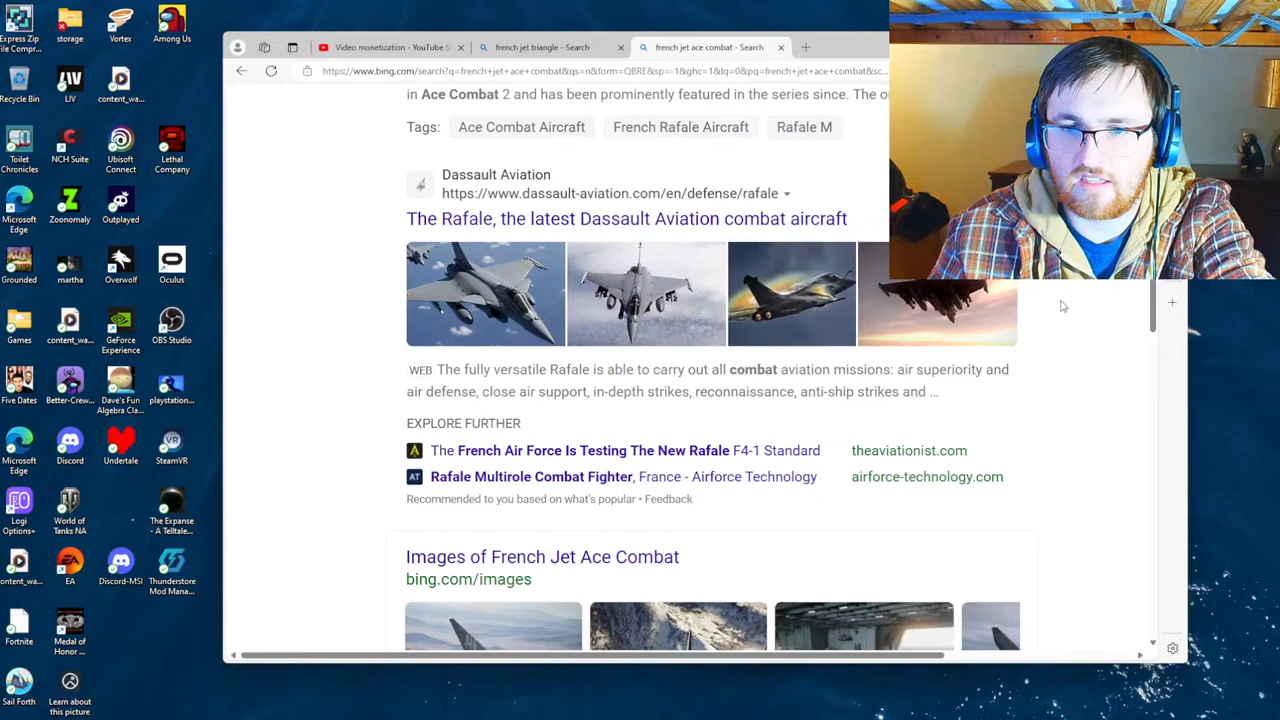 Express Zip
File Compr...
storage
Vortex
Among Us
Recycle Bin
LIV
content_wa...
Toilet
Chronicles
NCH Suite
Ubisoft
Connect
Lethal
Company
Microsoft
Edge
Zoonomaly
Outplayed
Grounded
martha
Overwolf
Oculus
Games
content_wa...
GeForce
Experience
OBS Studio
Five Dates
Better-Crew...
Dave's Fun
Algebra Cla...
playstation...
Microsoft
Edge
Discord
Undertale
SteamVR
Logi
Options+
World of
Tanks NA
The Expanse
- A Telltale...
content_wa...
EA
Discord-MSI
Thunderstore
Mod Mana...
Fortnite
Medal of
Honor ...
Sail Forth
Learn about
this picture
Video monetization - YouTube S
french jet triangle - Search
french jet ace combat - Search
https://www.bing.com/search?q=french+jet+ace+combat&qs=n&form=QBRE&sp=-1&ghc=1&lq=0&pq=french+jet+ace+combat&sc...
in Ace Combat 2 and has been prominently featured in the series since. The or
Tags: Ace Combat Aircraft French Rafale Aircraft Rafale M
Dassault Aviation
https://www.dassault-aviation.com/en/defense/rafale
The Rafale, the latest Dassault Aviation combat aircraft
WEB The fully versatile Rafale is able to carry out all combat aviation missions: air superiority and
air defense, close air support, in-depth strikes, reconnaissance, anti-ship strikes and ...
EXPLORE FURTHER
The French Air Force Is Testing The New Rafale F4-1 Standard theaviationist.com
AT Rafale Multirole Combat Fighter, France - Airforce Technology airforce-technology.com
Recommended to you based on what's popular • Feedback
Images of French Jet Ace Combat
bing.com/images